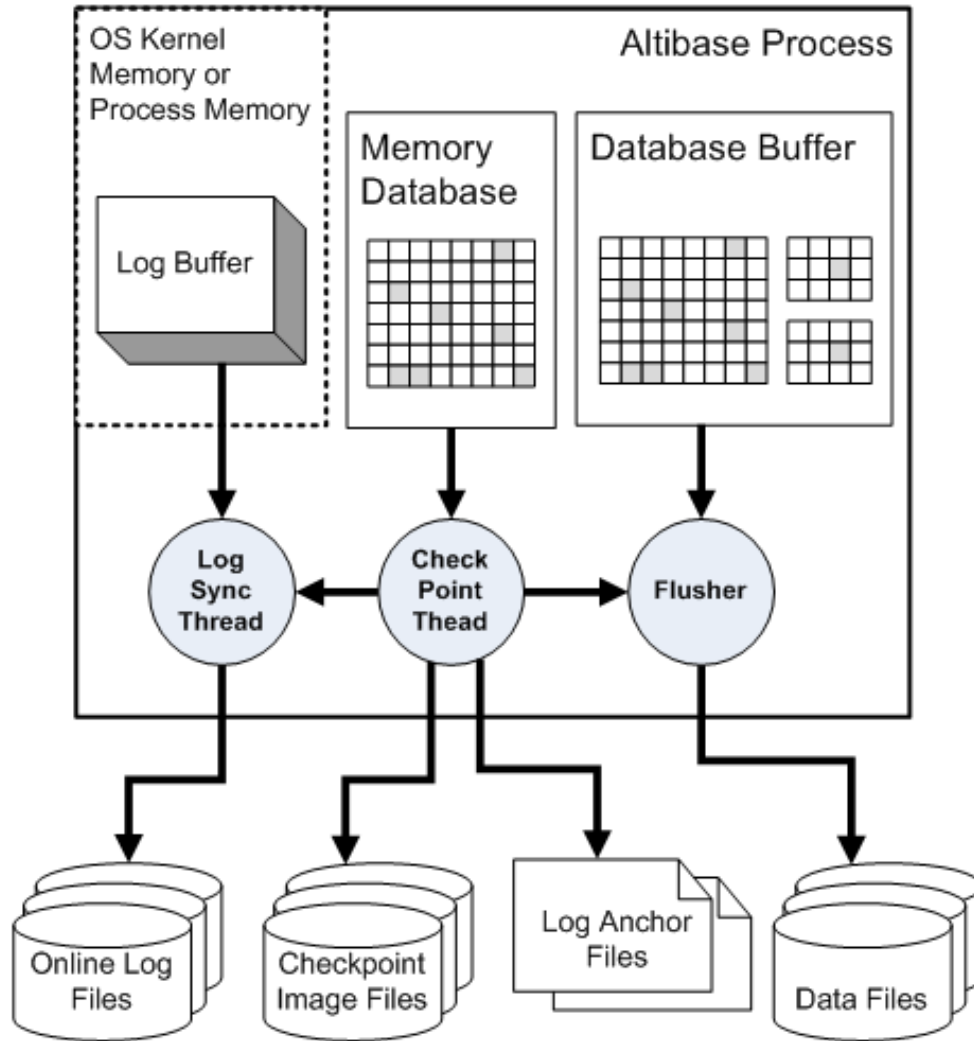 OS Kernel
Memory or
Process Memory
Altibase Process
Log Buffer
Memory
Database
Database Buffer
Log
Sync
Thread
Check
Point
Thead
Flusher
Online Log
Files
Checkpoint
Image Files
Log Anchor
Files
Data Files